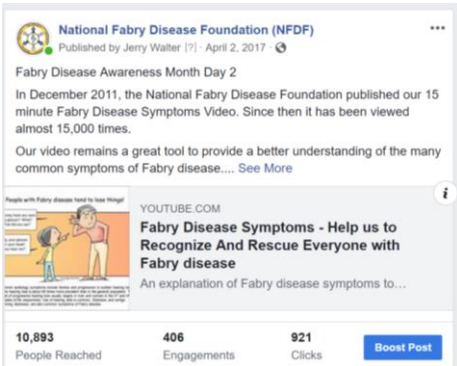 National Fabry Disease Foundation (NFDF)
Published by Jerry Walter [?] · April 2, 2017 ·
Fabry Disease Awareness Month Day 2
In December 2011, the National Fabry Disease Foundation published our 15
minute Fabry Disease Symptoms Video. Since then it has been viewed
almost 15,000 times.
Our video remains a great tool to provide a better understanding of the many
common symptoms of Fabry disease.... See More
People with Fabry disease tend to lose things!
YOUTUBE.COM
Fabry Disease Symptoms - Help us to
Recognize And Rescue Everyone with
Fabry disease
An explanation of Fabry disease symptoms to…
10,893
People Reached
406
Engagements
921
Clicks
Boost Post